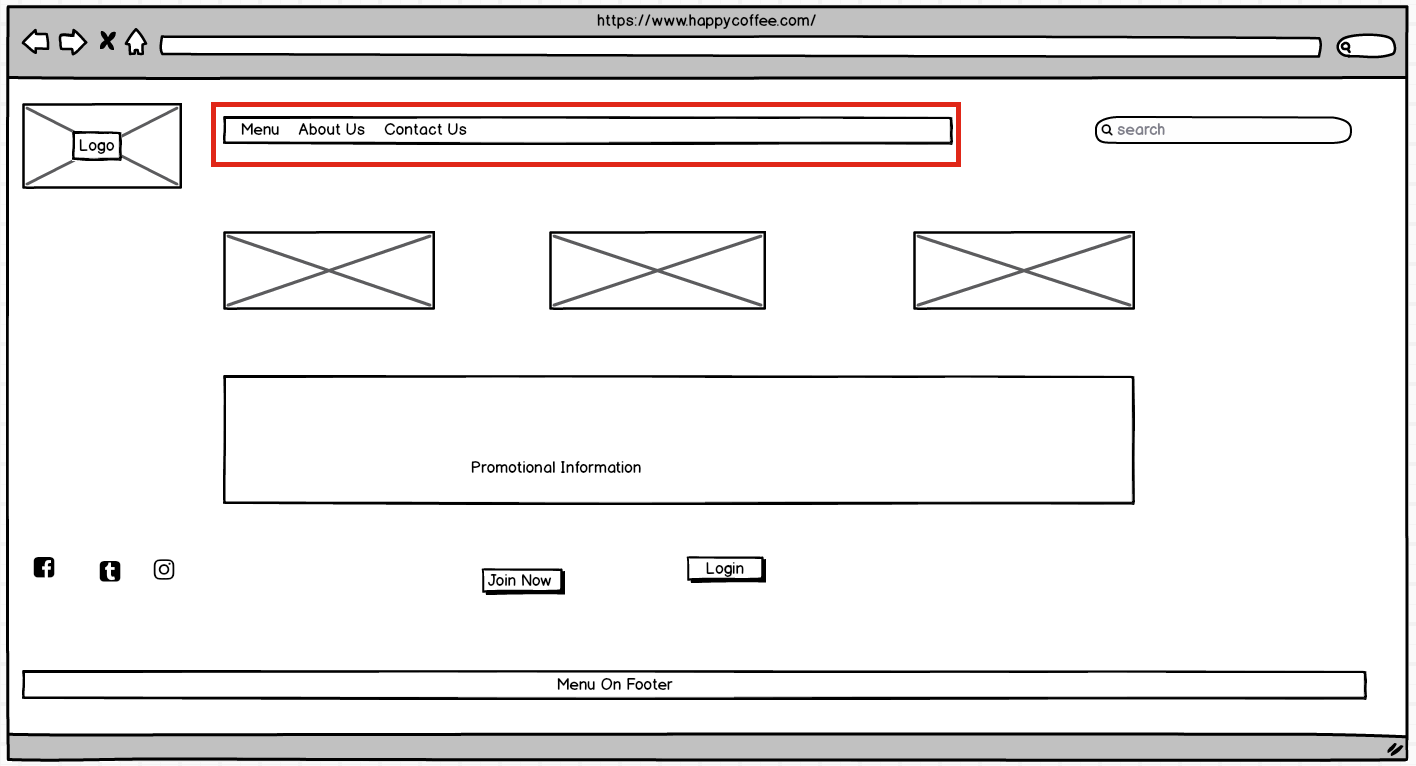 https://www.happycoffee.com/
Logo
Menu About Us Contact Us
search
Promotional Information
Join Now
Login
Menu On Footer